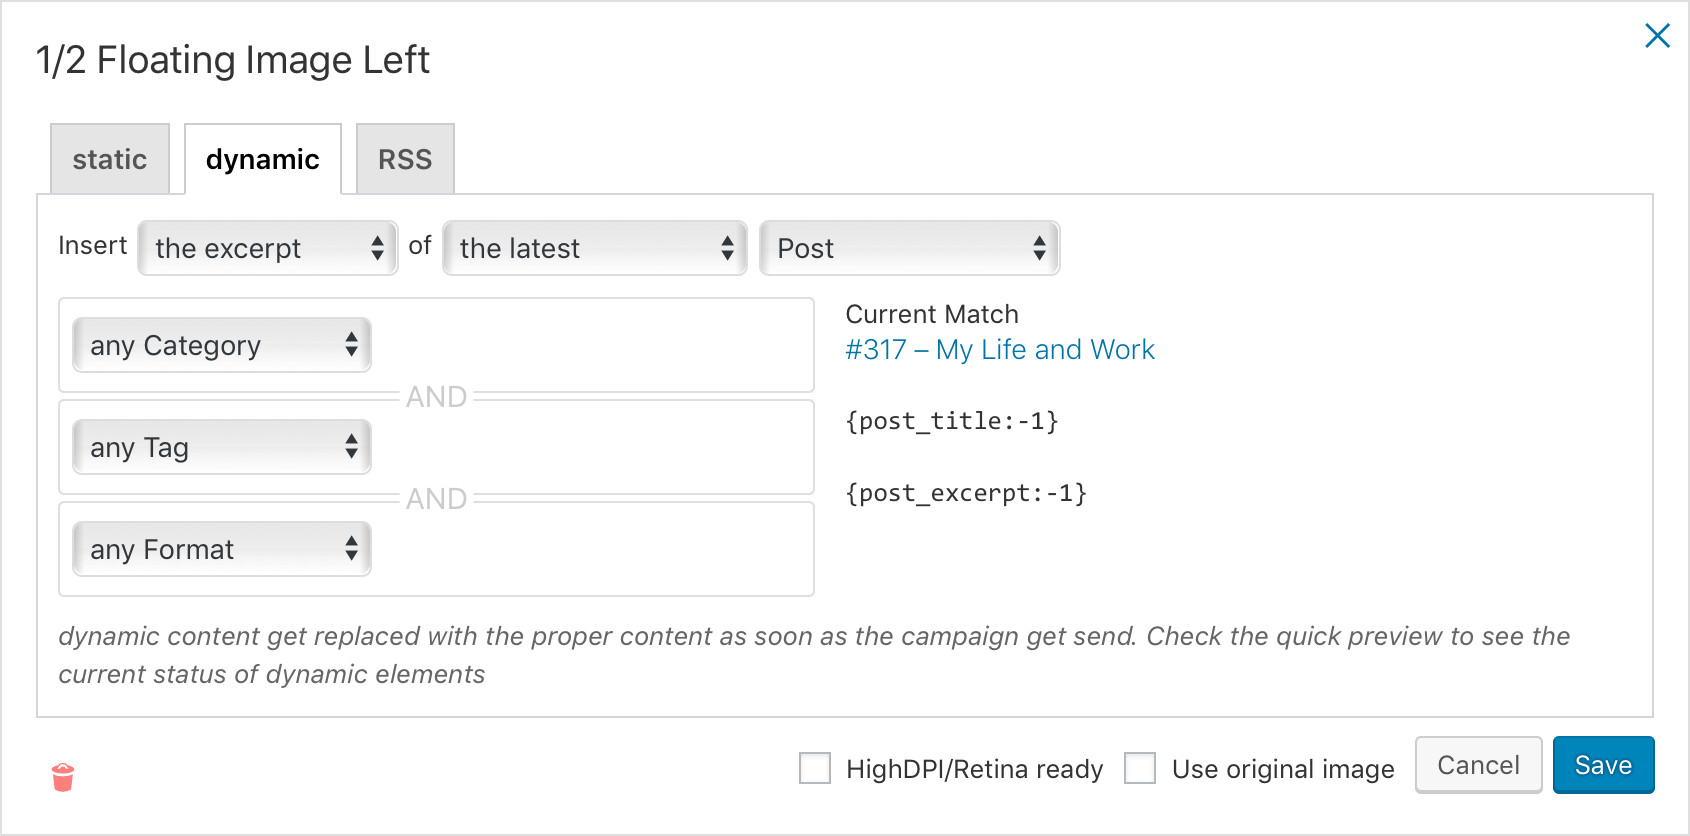 1/2 Floating Image Left
static dynamic RSS
Insert the excerpt of the latest Post
any Category
AND
any Tag
AND
any Format
Current Match
#317 – My Life and Work
{post_title:-1}
{post_excerpt:-1}
dynamic content get replaced with the proper content as soon as the campaign get send. Check the quick preview to see the
current status of dynamic elements
HighDPI/Retina ready Use original image Cancel Save